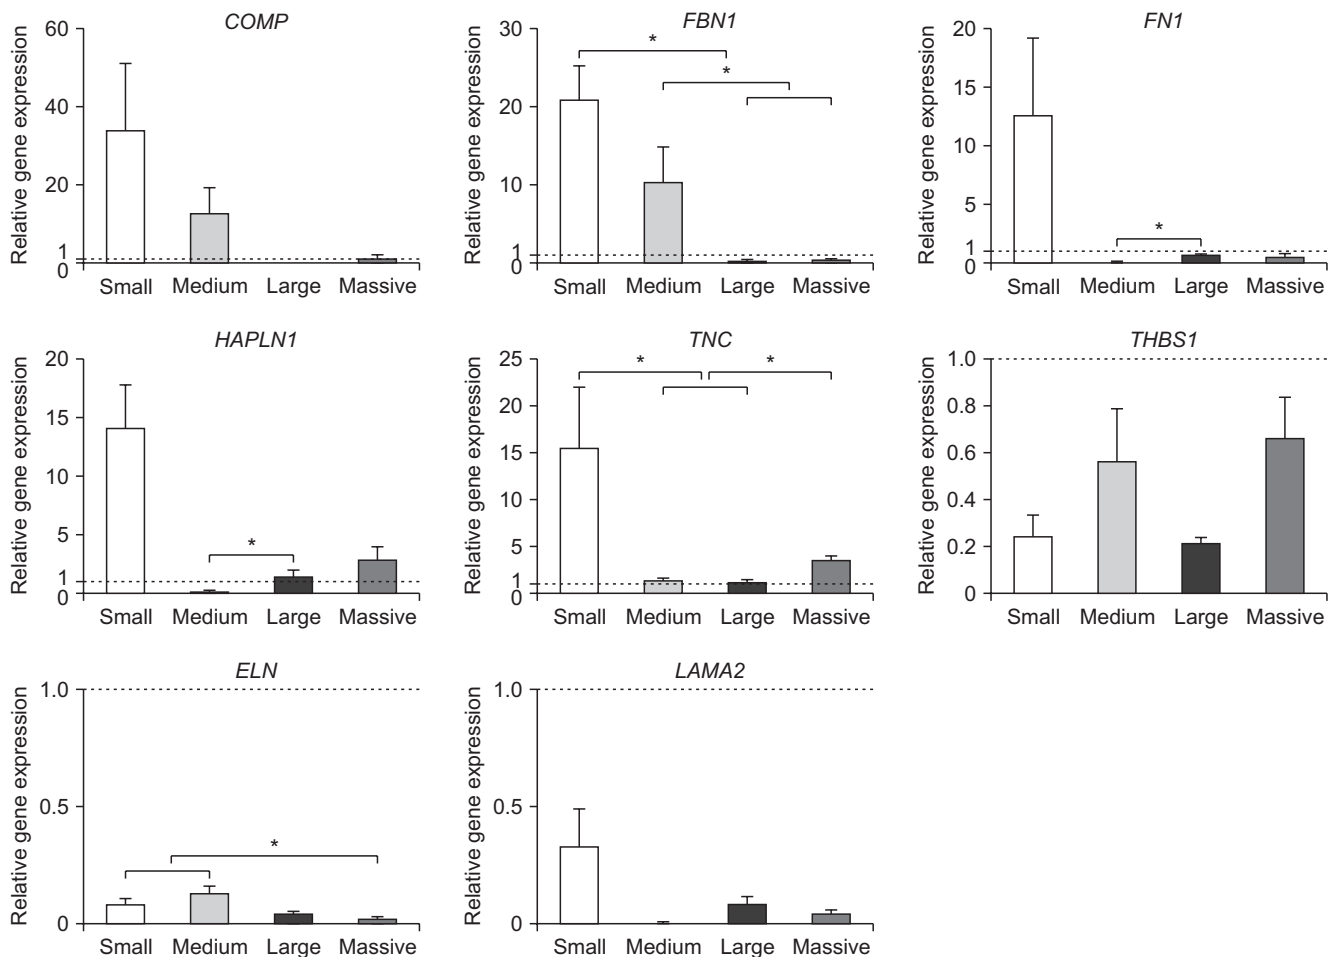 COMP
Relative gene expression
60
40
20
1
0
Small Medium Large Massive
FBN1
Relative gene expression
30
20
10
1
0
*
*
Small Medium Large Massive
FN1
Relative gene expression
20
15
10
5
1
0
*
Small Medium Large Massive
HAPLN1
Relative gene expression
20
15
10
5
1
0
*
Small Medium Large Massive
TNC
Relative gene expression
25
20
15
10
5
1
0
* *
Small Medium Large Massive
THBS1
Relative gene expression
1.0
0.8
0.6
0.4
0.2
0
Small Medium Large Massive
ELN
Relative gene expression
1.0
0.5
0
*
Small Medium Large Massive
LAMA2
Relative gene expression
1.0
0.5
0
Small Medium Large Massive